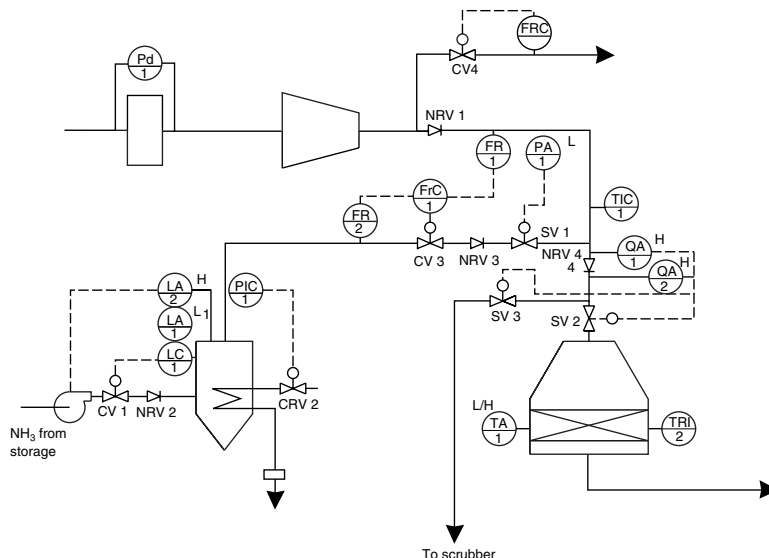 FRC
CV4
Pd
1
NRV 1
FR
1
PA
1
L
FrC
1
FR
2
TIC
1
SV 1
CV 3
NRV 3
NRV 4
4
QA
1
H
QA
2
H
LA
2
H
PIC
1
L1
LA
1
LC
1
SV 3
SV 2
CV 1
NRV 2
CRV 2
NH3 from
storage
L/H
TA
1
TRI
2
To scrubber